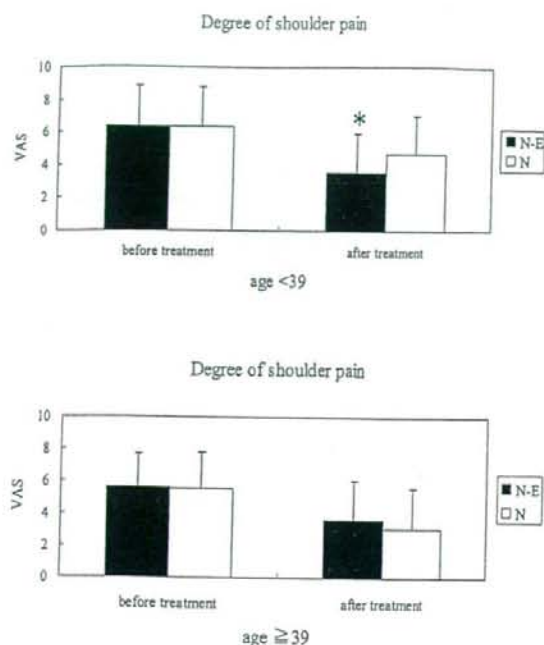 Degree of shoulder pain
10
8
6
4
2
0
VAS
*
N-E
N
before treatment
after treatment
age <39
Degree of shoulder pain
10
8
6
4
2
0
VAS
N-E
N
before treatment
after treatment
age ≧39